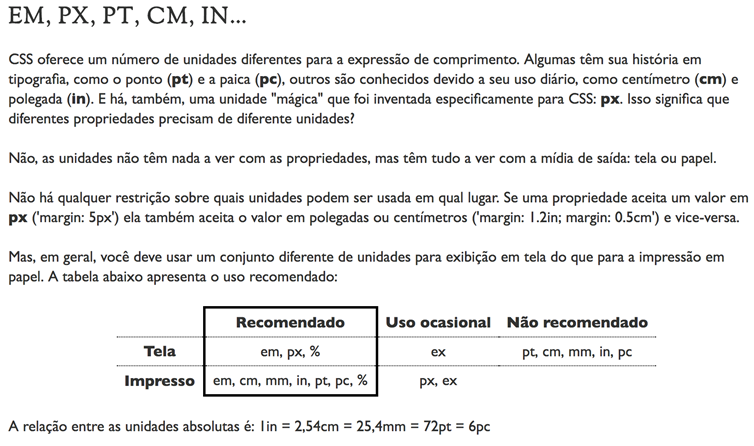 EM, PX, PT, CM, IN...
CSS oferece um número de unidades diferentes para a expressão de comprimento. Algumas têm sua história em
tipografia, como o ponto (pt) e a paica (pc), outros são conhecidos devido a seu uso diário, como centímetro (cm) e
polegada (in). E há, também, uma unidade "mágica" que foi inventada especificamente para CSS: px. Isso significa que
diferentes propriedades precisam de diferente unidades?
Não, as unidades não têm nada a ver com as propriedades, mas têm tudo a ver com a mídia de saída: tela ou papel.
Não há qualquer restrição sobre quais unidades podem ser usada em qual lugar. Se uma propriedade aceita um valor em
px ('margin: 5px') ela também aceita o valor em polegadas ou centímetros ('margin: 1.2in; margin: 0.5cm') e vice-versa.
Mas, em geral, você deve usar um conjunto diferente de unidades para exibição em tela do que para a impressão em
papel. A tabela abaixo apresenta o uso recomendado:
Recomendado Uso ocasional Não recomendado
Tela em, px, % ex pt, cm, mm, in, pc
Impresso em, cm, mm, in, pt, pc, % px, ex
A relação entre as unidades absolutas é: 1in = 2,54cm = 25,4mm = 72pt = 6pc